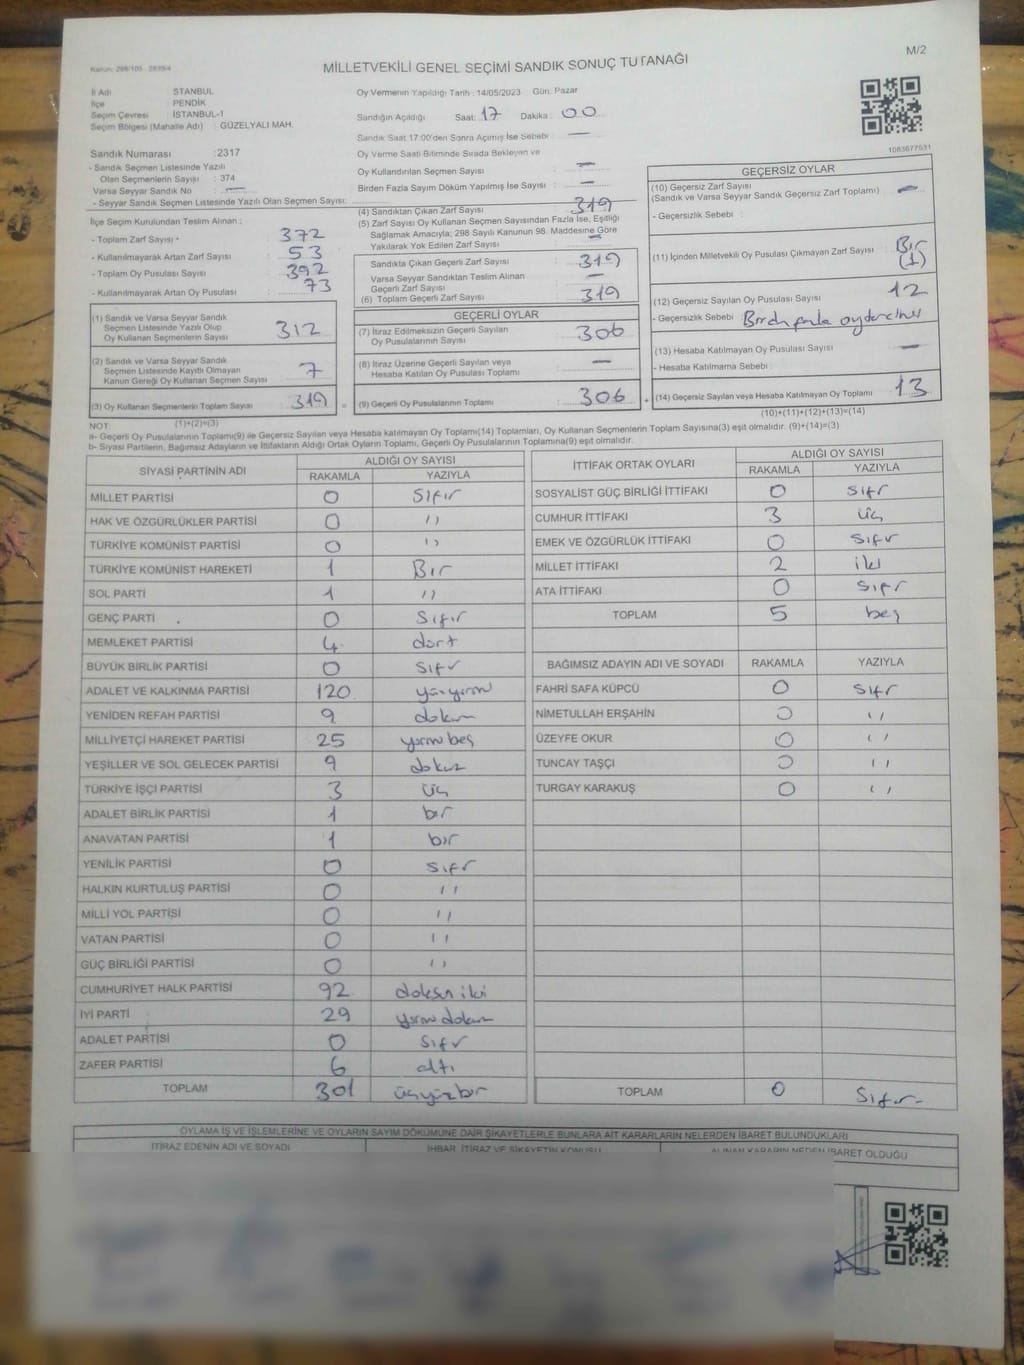 M/2
Kanun: 298/105 - 2839/4
MİLLETVEKİLİ GENEL SEÇİMİ SANDIK SONUÇ TUTANAĞI
İl Adı STANBUL
İlçe PENDİK
Seçim Çevresi İSTANBUL-1
Seçim Bölgesi (Mahalle Adı) : GÜZELYALI MAH.
Sandık Numarası :2317
- Sandık Seçmen Listesinde Yazılı
Olan Seçmenlerin Sayısı : 374
Varsa Seyyar Sandık No : —
- Seyyar Sandık Seçmen Listesinde Yazılı Olan Seçmen Sayısı:
Oy Vermenin Yapıldığı Tarih : 14/05/2023 Gün: Pazar
Sandığın Açıldığı Saat: 17 Dakika : 00
Sandık Saat 17:00'den Sonra Açılmış İse Sebebi : —
Oy Verme Saati Bitiminde Sırada Bekleyen ve
Oy Kullandırılan Seçmen Sayısı : —
Birden Fazla Sayım Döküm Yapılmış İse Sayısı : —
1083677531
İlçe Seçim Kurulundan Teslim Alınan :
- Toplam Zarf Sayısı : 372
- Kullanılmayarak Artan Zarf Sayısı : 53
- Toplam Oy Pusulası Sayısı : 392
- Kullanılmayarak Artan Oy Pusulası : 73
(1) Sandık ve Varsa Seyyar Sandık
Seçmen Listesinde Yazılı Olup
Oy Kullanan Seçmenlerin Sayısı : 312
(2) Sandık ve Varsa Seyyar Sandık
Seçmen Listesinde Kayıtlı Olmayan
Kanun Gereği Oy Kullanan Seçmen Sayısı : 7
(3) Oy Kullanan Seçmenlerin Toplam Sayısı : 319
(1)+(2)=(3)
(4) Sandıktan Çıkan Zarf Sayısı : 319
(5) Zarf Sayısı Oy Kullanan Seçmen Sayısından Fazla İse, Eşitliği
Sağlamak Amacıyla; 298 Sayılı Kanunun 98. Maddesine Göre
Yakılarak Yok Edilen Zarf Sayısı : —
Sandıkta Çıkan Geçerli Zarf Sayısı : 319
Varsa Seyyar Sandıktan Teslim Alınan
Geçerli Zarf Sayısı : —
(6) Toplam Geçerli Zarf Sayısı : 319
GEÇERLİ OYLAR
(7) İtiraz Edilmeksizin Geçerli Sayılan
Oy Pusulalarının Sayısı : 306
(8) İtiraz Üzerine Geçerli Sayılan veya
Hesaba Katılan Oy Pusulası Toplamı : —
= (9) Geçerli Oy Pusulalarının Toplamı : 306
GEÇERSİZ OYLAR
(10) Geçersiz Zarf Sayısı
(Sandık ve Varsa Seyyar Sandık Geçersiz Zarf Toplamı) : —
- Geçersizlik Sebebi :
(11) İçinden Milletvekili Oy Pusulası Çıkmayan Zarf Sayısı : Bir (1)
(12) Geçersiz Sayılan Oy Pusulası Sayısı : 12
- Geçersizlik Sebebi : Birden fazla
(13) Hesaba Katılmayan Oy Pusulası Sayısı : —
- Hesaba Katılmama Sebebi :
+ (14) Geçersiz Sayılan veya Hesaba Katılmayan Oy Toplamı : 13
(10)+(11)+(12)+(13)=(14)
NOT:
a- Geçerli Oy Pusulalarının Toplamı(9) ile Geçersiz Sayılan veya Hesaba katılmayan Oy Toplamı(14) Toplamları, Oy Kullanan Seçmenlerin Toplam Sayısına(3) eşit olmalıdır. (9)+(14)=(3)
b- Siyasi Partilerin, Bağımsız Adayların ve İttifakların Aldığı Ortak Oyların Toplamı, Geçerli Oy Pusulalarının Toplamına(9) eşit olmalıdır.
SİYASİ PARTİNİN ADI ALDIĞI OY SAYISI
RAKAMLA YAZIYLA
MİLLET PARTİSİ 0 Sıfır
HAK VE ÖZGÜRLÜKLER PARTİSİ 0 ''
TÜRKİYE KOMÜNİST PARTİSİ 0 ''
TÜRKİYE KOMÜNİST HAREKETİ 1 Bir
SOL PARTİ 1 ''
GENÇ PARTİ 0 Sıfır
MEMLEKET PARTİSİ 4 dört
BÜYÜK BİRLİK PARTİSİ 0 Sıfır
ADALET VE KALKINMA PARTİSİ 120 yüzyirmi
YENİDEN REFAH PARTİSİ 9 dokuz
MİLLİYETÇİ HAREKET PARTİSİ 25 yirmi beş
YEŞİLLER VE SOL GELECEK PARTİSİ 9 dokuz
TÜRKİYE İŞÇİ PARTİSİ 3 üç
ADALET BİRLİK PARTİSİ 1 bir
ANAVATAN PARTİSİ 1 bir
YENİLİK PARTİSİ 0 sıfır
HALKIN KURTULUŞ PARTİSİ 0 ''
MİLLİ YOL PARTİSİ 0 ''
VATAN PARTİSİ 0 ''
GÜÇ BİRLİĞİ PARTİSİ 0 ''
CUMHURİYET HALK PARTİSİ 92 doksan iki
İYİ PARTİ 29 yirmi dokuz
ADALET PARTİSİ 0 Sıfır
ZAFER PARTİSİ 6 altı
TOPLAM 301 üçyüzbir
İTTİFAK ORTAK OYLARI ALDIĞI OY SAYISI
RAKAMLA YAZIYLA
SOSYALİST GÜÇ BİRLİĞİ İTTİFAKI 0 Sıfır
CUMHUR İTTİFAKI 3 üç
EMEK VE ÖZGÜRLÜK İTTİFAKI 0 Sıfır
MİLLET İTTİFAKI 2 iki
ATA İTTİFAKI 0 Sıfır
TOPLAM 5 beş
BAĞIMSIZ ADAYIN ADI VE SOYADI RAKAMLA YAZIYLA
FAHRİ SAFA KÜPCÜ 0 Sıfır
NİMETULLAH ERŞAHİN 0 ''
ÜZEYFE OKUR 0 ''
TUNCAY TAŞÇI 0 ''
TURGAY KARAKUŞ 0 ''
TOPLAM 0 Sıfır
OYLAMA İŞ VE İŞLEMLERİNE VE OYLARIN SAYIM DÖKÜMÜNE DAİR ŞİKAYETLERLE BUNLARA AİT KARARLARIN NELERDEN İBARET BULUNDUKLARI
İTİRAZ EDENİN ADI VE SOYADI İHBAR, İTİRAZ VE ŞİKAYETİN KONUSU ALINAN KARARIN NEDEN İBARET OLDUĞU